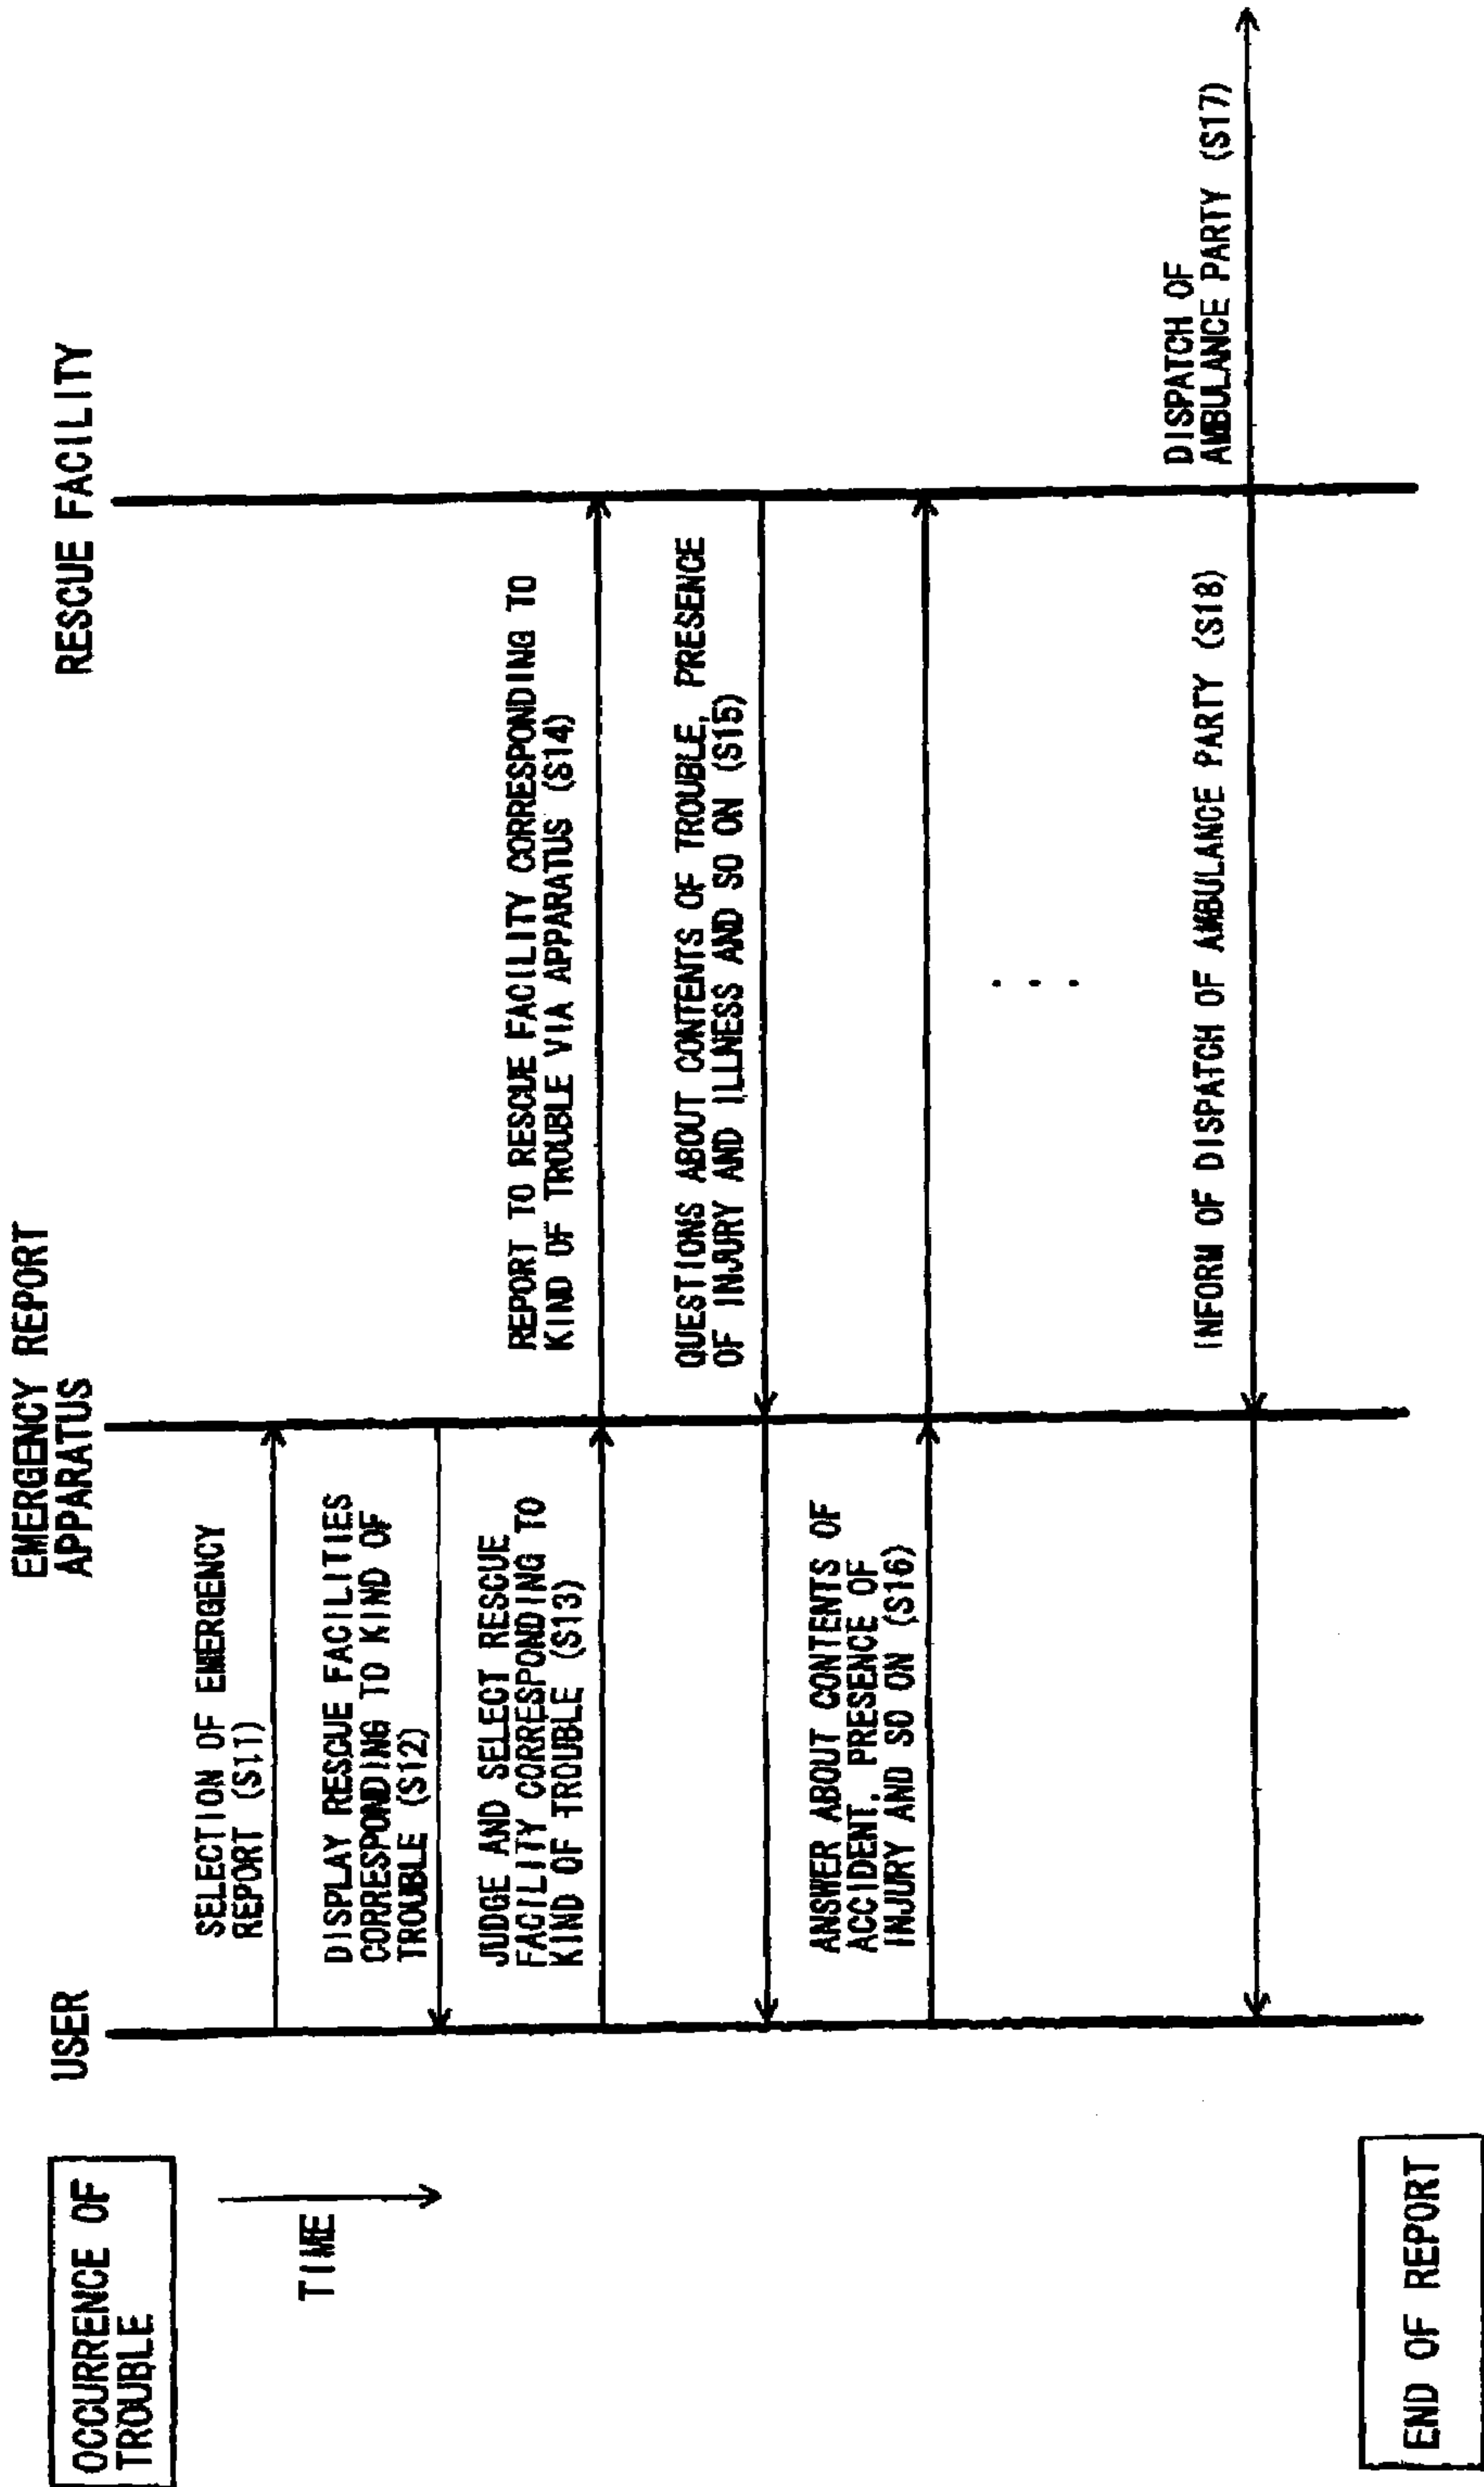 OCCURRENCE OF
TROUBLE
TIME
END OF REPORT
USER
EMERGENCY REPORT
APPARATUS
RESCUE FACILITY
SELECTION OF EMERGENCY
REPORT (S11)
DISPLAY RESCUE FACILITIES
CORRESPONDING TO KIND OF
TROUBLE (S12)
JUDGE AND SELECT RESCUE
FACILITY CORRESPONDING TO
KIND OF TROUBLE (S13)
REPORT TO RESCUE FACILITY CORRESPONDING TO
KIND OF TROUBLE VIA APPARATUS (S14)
QUESTIONS ABOUT CONTENTS OF TROUBLE, PRESENCE
OF INJURY AND ILLNESS AND SO ON (S15)
ANSWER ABOUT CONTENTS OF
ACCIDENT, PRESENCE OF
INJURY AND SO ON (S16)
. . .
DISPATCH OF
AMBULANCE PARTY (S17)
INFORM OF DISPATCH OF AMBULANCE PARTY (S18)